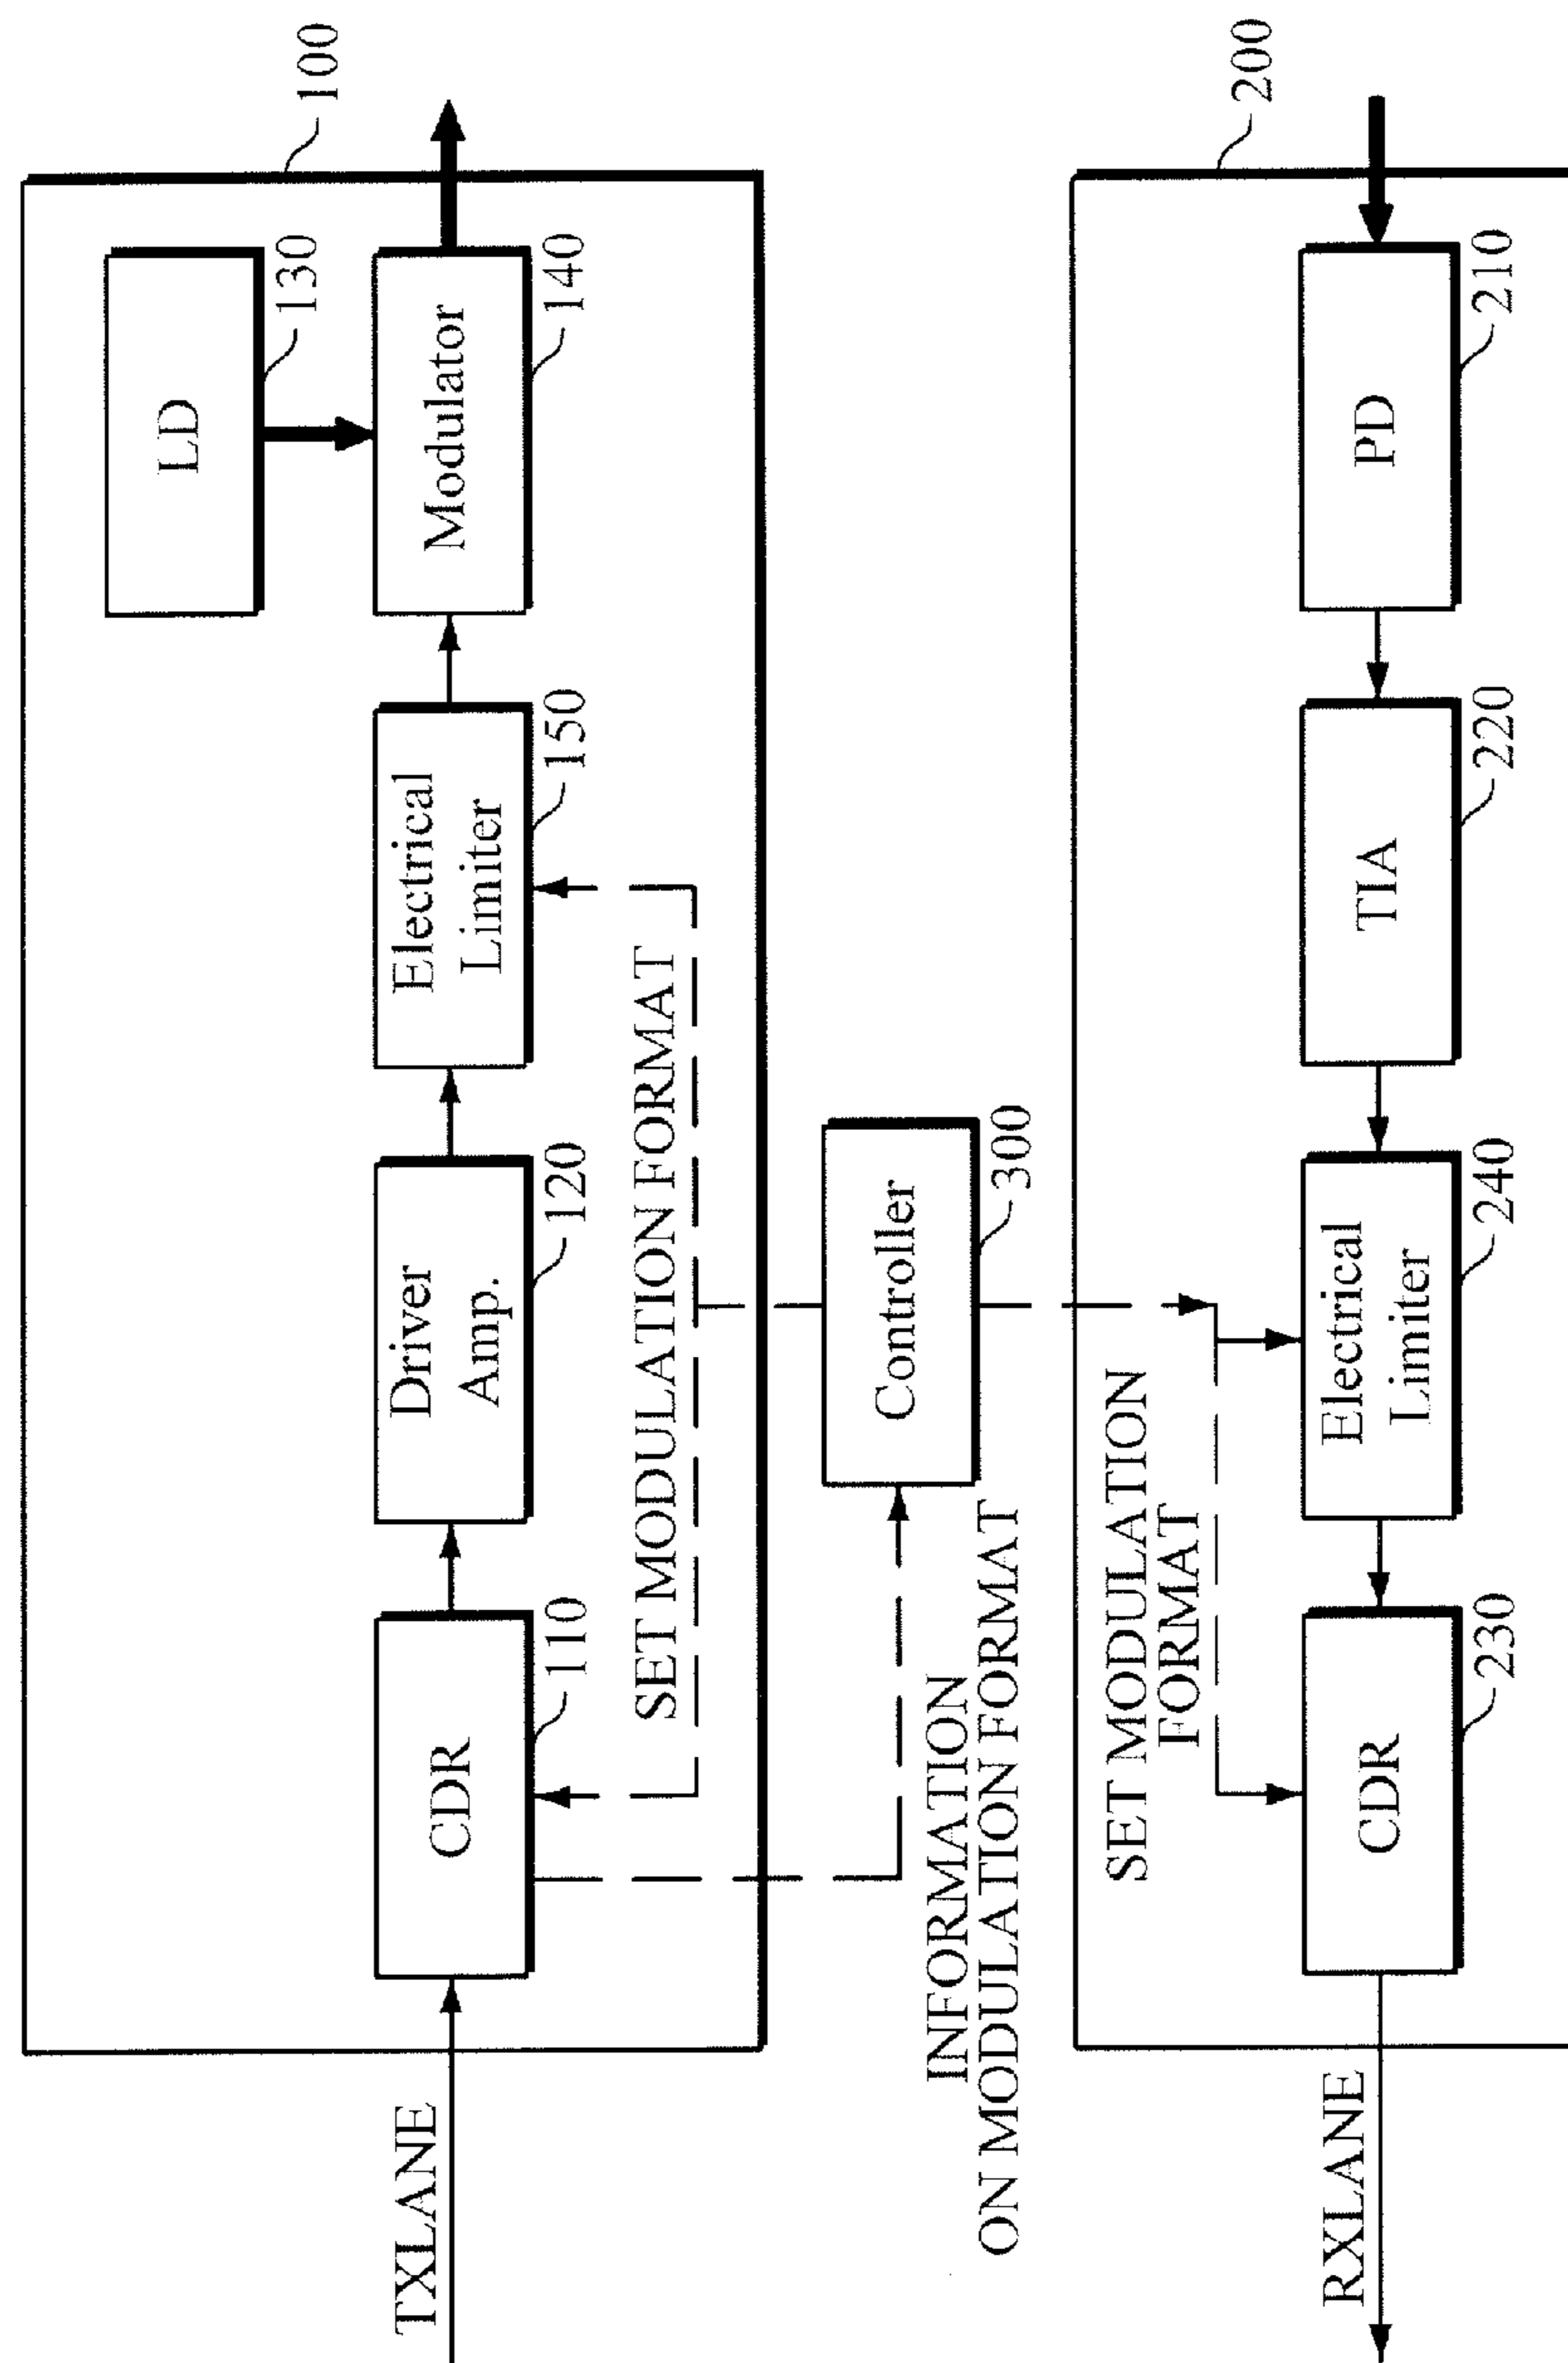 100
LD
130
TXLANE
CDR
110
Driver
Amp.
120
Electrical
Limiter
150
Modulator
140
SET MODULATION FORMAT
Controller
300
INFORMATION
ON MODULATION FORMAT
200
SET MODULATION
FORMAT
RXLANE
CDR
230
Electrical
Limiter
240
TIA
220
PD
210